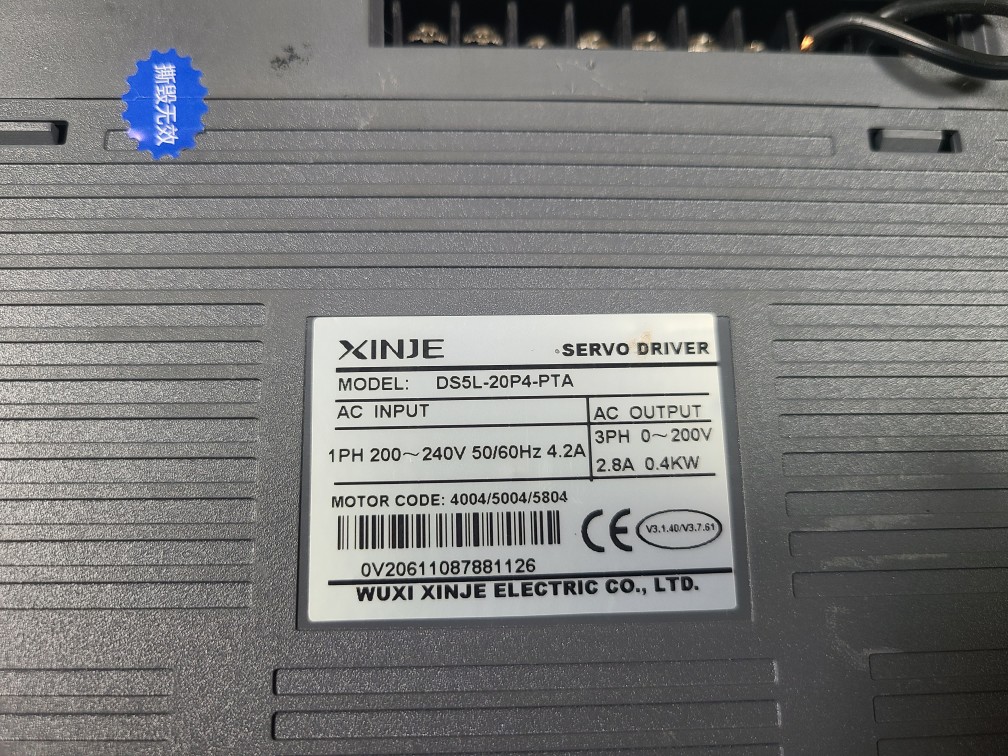 撕毁无效
XINJE
SERVO DRIVER
MODEL: DS5L-20P4-PTA
AC INPUT
AC OUTPUT
1PH 200～240V 50/60Hz 4.2A
3PH 0～200V
2.8A 0.4KW
MOTOR CODE: 4004/5004/5804
CE
V3.1.40/V3.7.61
0V20611087881126
WUXI XINJE ELECTRIC CO., LTD.